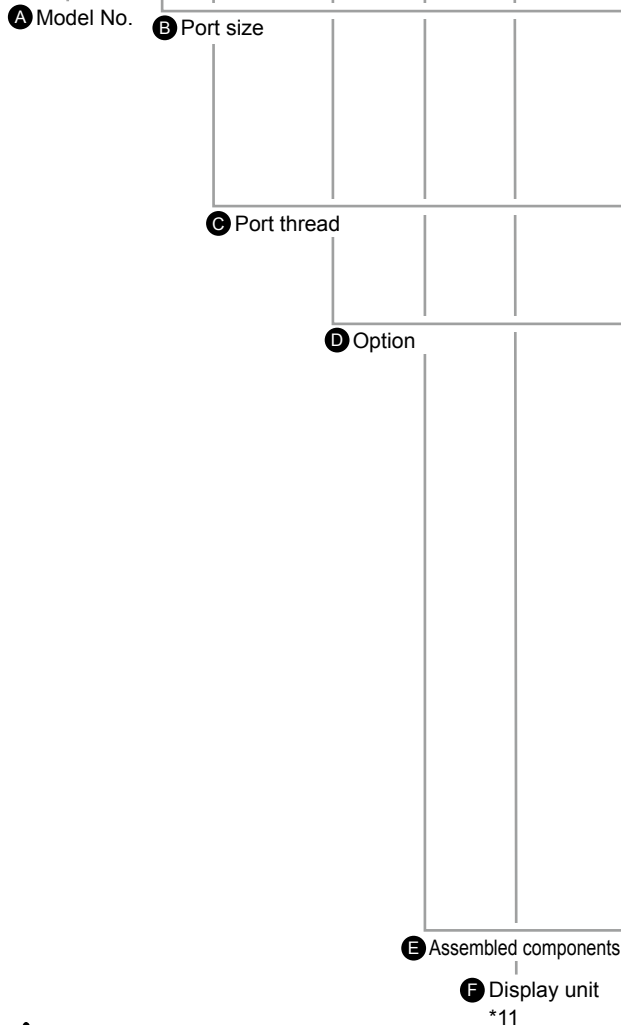 A Model No.
B Port size
C Port thread
D Option
E Assembled components
F Display unit
*11